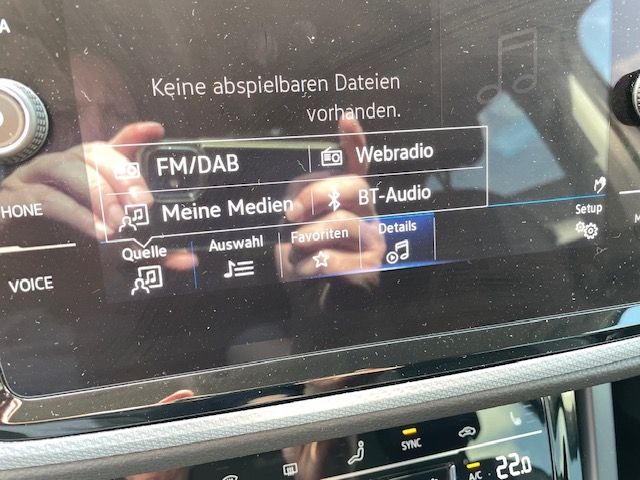 Keine abspielbaren Dateien
vorhanden.
FM/DAB
Webradio
Meine Medien
BT-Audio
Quelle
Auswahl
Favoriten
Details
Setup
PHONE
VOICE
SYNC
A/C
22.0